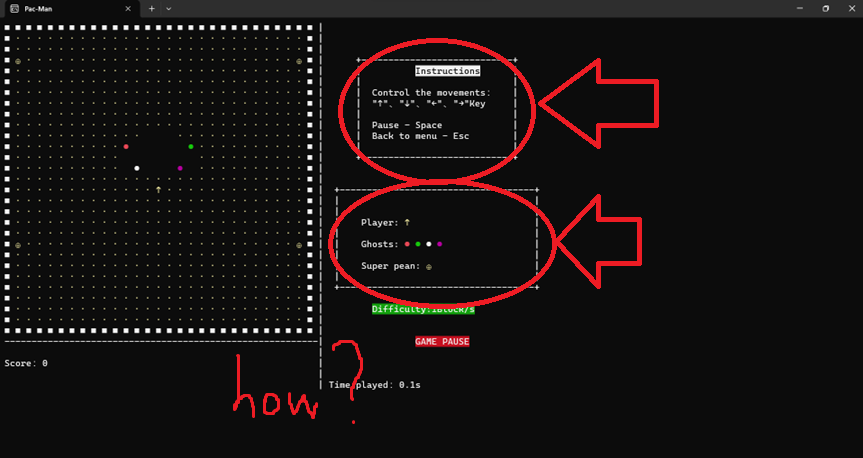 Pac-Man
Instructions
Control the movements:
"↑"、"↓"、"←"、"→"Key
Pause - Space
Back to menu - Esc
Player: ↑
Ghosts:
Super pean:
Difficulty:1Block/s
GAME PAUSE
Score: 0
Time played: 0.1s
how?